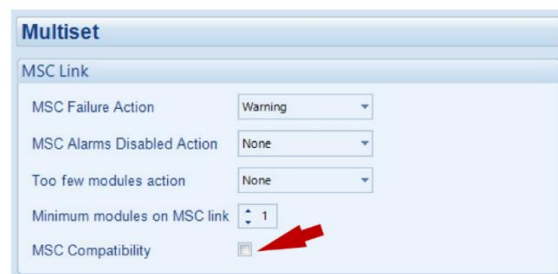 Multiset
MSC Link
MSC Failure Action Warning
MSC Alarms Disabled Action None
Too few modules action None
Minimum modules on MSC link 1
MSC Compatibility